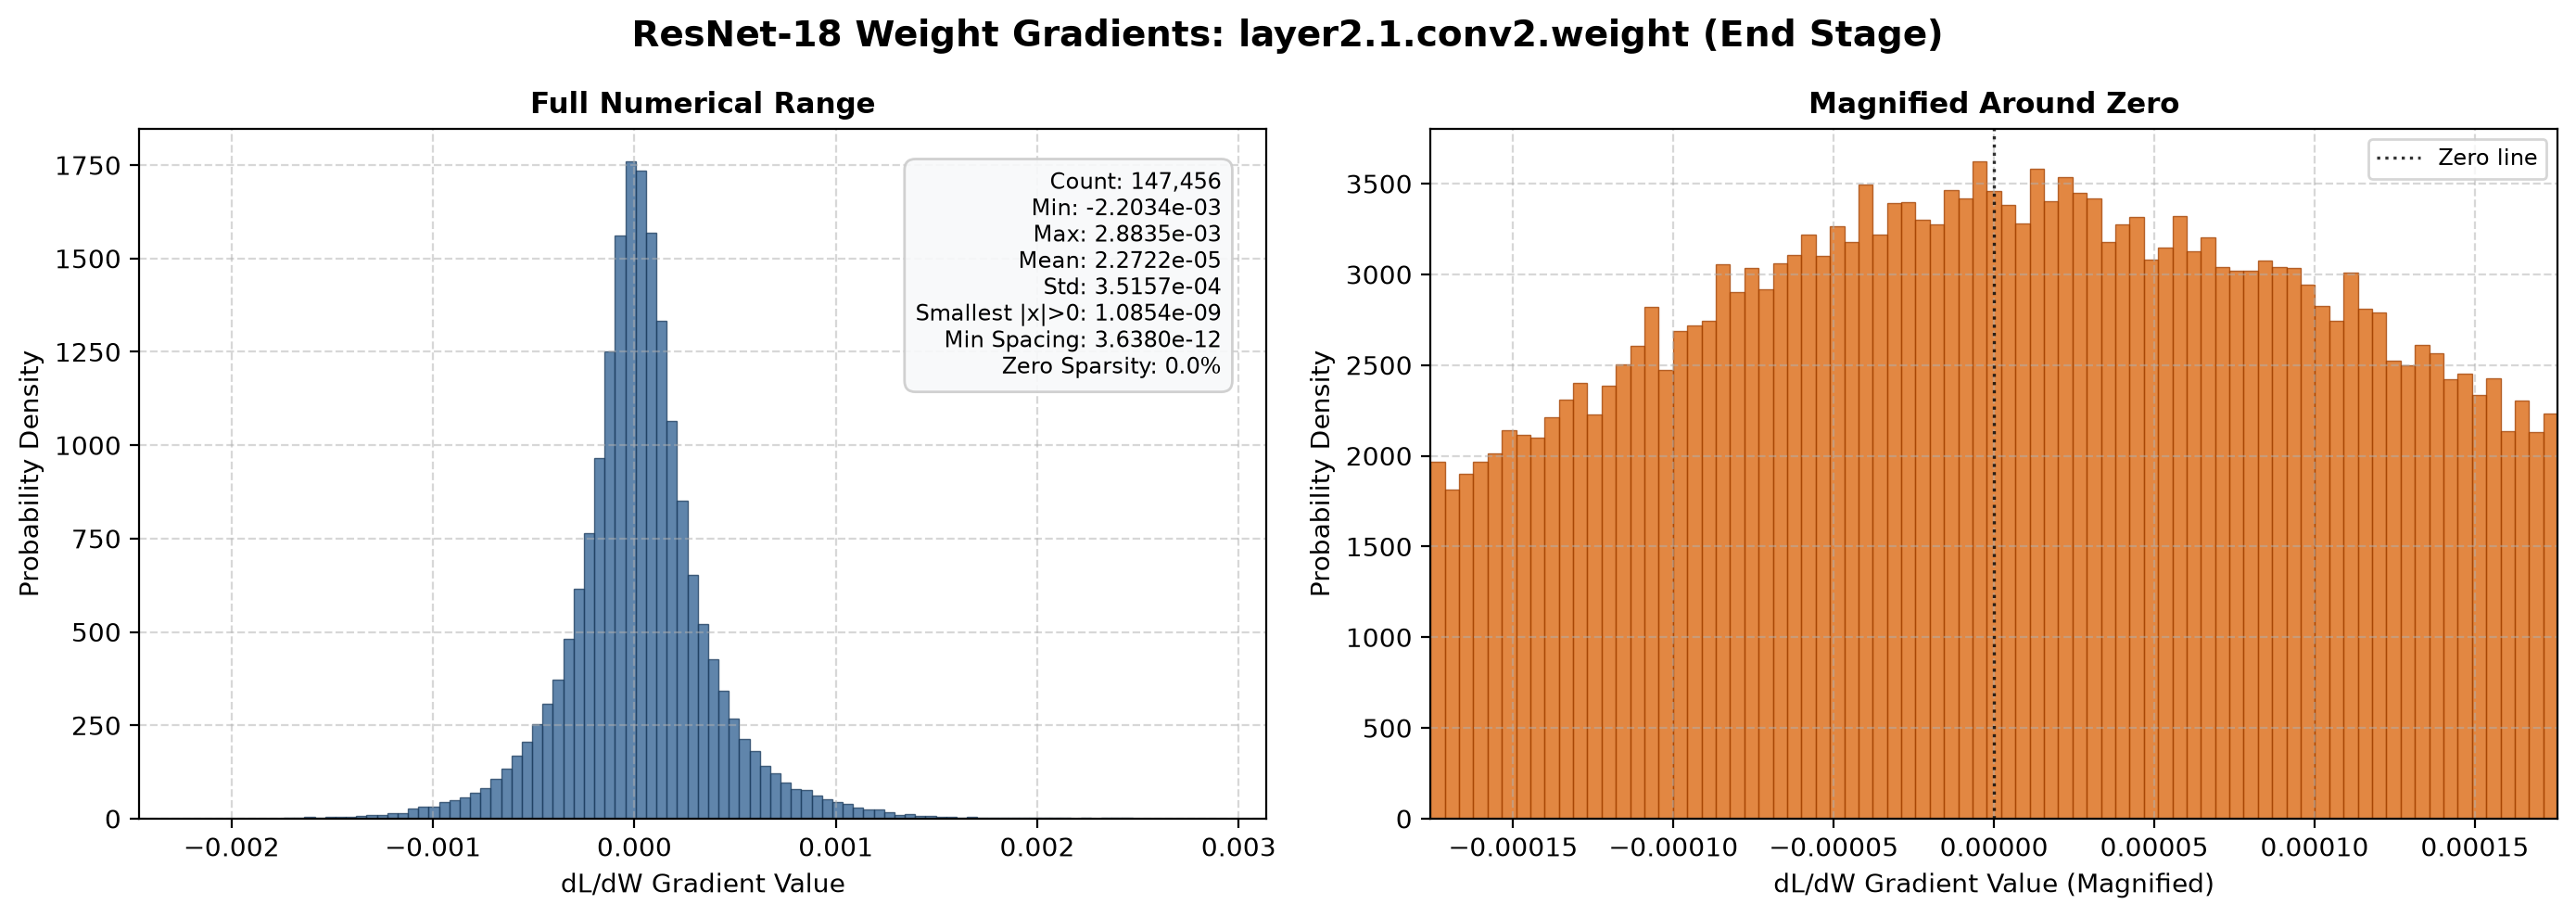 ResNet-18 Weight Gradients: layer2.1.conv2.weight (End Stage)
Full Numerical Range
Probability Density
1750
1500
1250
1000
750
500
250
0
−0.002
−0.001
0.000
0.001
0.002
0.003
dL/dW Gradient Value
Count: 147,456
Min: -2.2034e-03
Max: 2.8835e-03
Mean: 2.2722e-05
Std: 3.5157e-04
Smallest |x|>0: 1.0854e-09
Min Spacing: 3.6380e-12
Zero Sparsity: 0.0%
Magnified Around Zero
Probability Density
3500
3000
2500
2000
1500
1000
500
0
−0.00015
−0.00010
−0.00005
0.00000
0.00005
0.00010
0.00015
dL/dW Gradient Value (Magnified)
Zero line